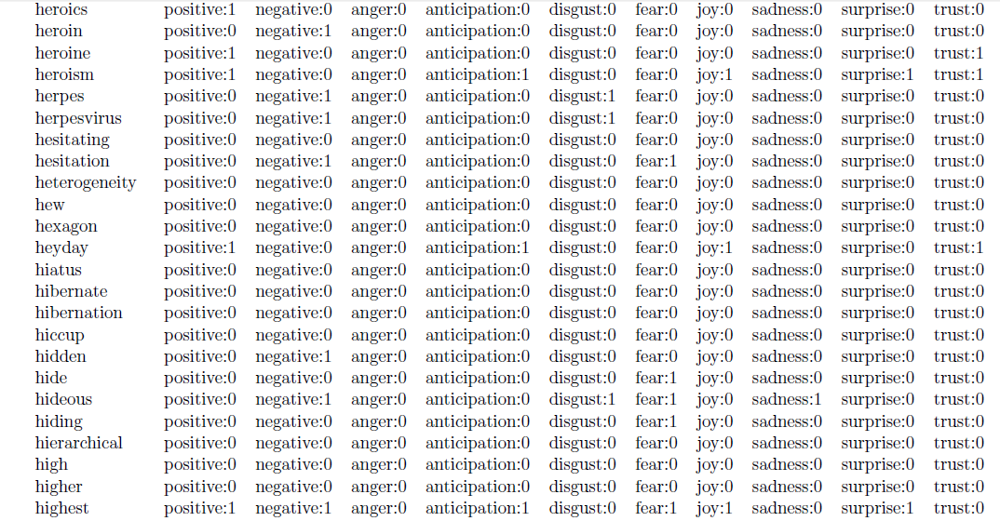 heroics positive:1 negative:0 anger:0 anticipation:0 disgust:0 fear:0 joy:0 sadness:0 surprise:0 trust:0
heroin positive:0 negative:1 anger:0 anticipation:0 disgust:0 fear:0 joy:0 sadness:0 surprise:0 trust:0
heroine positive:1 negative:0 anger:0 anticipation:0 disgust:0 fear:0 joy:0 sadness:0 surprise:0 trust:1
heroism positive:1 negative:0 anger:0 anticipation:1 disgust:0 fear:0 joy:1 sadness:0 surprise:1 trust:1
herpes positive:0 negative:1 anger:0 anticipation:0 disgust:1 fear:0 joy:0 sadness:0 surprise:0 trust:0
herpesvirus positive:0 negative:1 anger:0 anticipation:0 disgust:1 fear:0 joy:0 sadness:0 surprise:0 trust:0
hesitating positive:0 negative:0 anger:0 anticipation:0 disgust:0 fear:0 joy:0 sadness:0 surprise:0 trust:0
hesitation positive:0 negative:1 anger:0 anticipation:0 disgust:0 fear:1 joy:0 sadness:0 surprise:0 trust:0
heterogeneity positive:0 negative:0 anger:0 anticipation:0 disgust:0 fear:0 joy:0 sadness:0 surprise:0 trust:0
hew positive:0 negative:0 anger:0 anticipation:0 disgust:0 fear:0 joy:0 sadness:0 surprise:0 trust:0
hexagon positive:0 negative:0 anger:0 anticipation:0 disgust:0 fear:0 joy:0 sadness:0 surprise:0 trust:0
heyday positive:1 negative:0 anger:0 anticipation:1 disgust:0 fear:0 joy:1 sadness:0 surprise:0 trust:1
hiatus positive:0 negative:0 anger:0 anticipation:0 disgust:0 fear:0 joy:0 sadness:0 surprise:0 trust:0
hibernate positive:0 negative:0 anger:0 anticipation:0 disgust:0 fear:0 joy:0 sadness:0 surprise:0 trust:0
hibernation positive:0 negative:0 anger:0 anticipation:0 disgust:0 fear:0 joy:0 sadness:0 surprise:0 trust:0
hiccup positive:0 negative:0 anger:0 anticipation:0 disgust:0 fear:0 joy:0 sadness:0 surprise:0 trust:0
hidden positive:0 negative:1 anger:0 anticipation:0 disgust:0 fear:0 joy:0 sadness:0 surprise:0 trust:0
hide positive:0 negative:0 anger:0 anticipation:0 disgust:0 fear:1 joy:0 sadness:0 surprise:0 trust:0
hideous positive:0 negative:1 anger:0 anticipation:0 disgust:1 fear:1 joy:0 sadness:1 surprise:0 trust:0
hiding positive:0 negative:0 anger:0 anticipation:0 disgust:0 fear:1 joy:0 sadness:0 surprise:0 trust:0
hierarchical positive:0 negative:0 anger:0 anticipation:0 disgust:0 fear:0 joy:0 sadness:0 surprise:0 trust:0
high positive:0 negative:0 anger:0 anticipation:0 disgust:0 fear:0 joy:0 sadness:0 surprise:0 trust:0
higher positive:0 negative:0 anger:0 anticipation:0 disgust:0 fear:0 joy:0 sadness:0 surprise:0 trust:0
highest positive:1 negative:1 anger:0 anticipation:1 disgust:0 fear:1 joy:1 sadness:0 surprise:1 trust:0